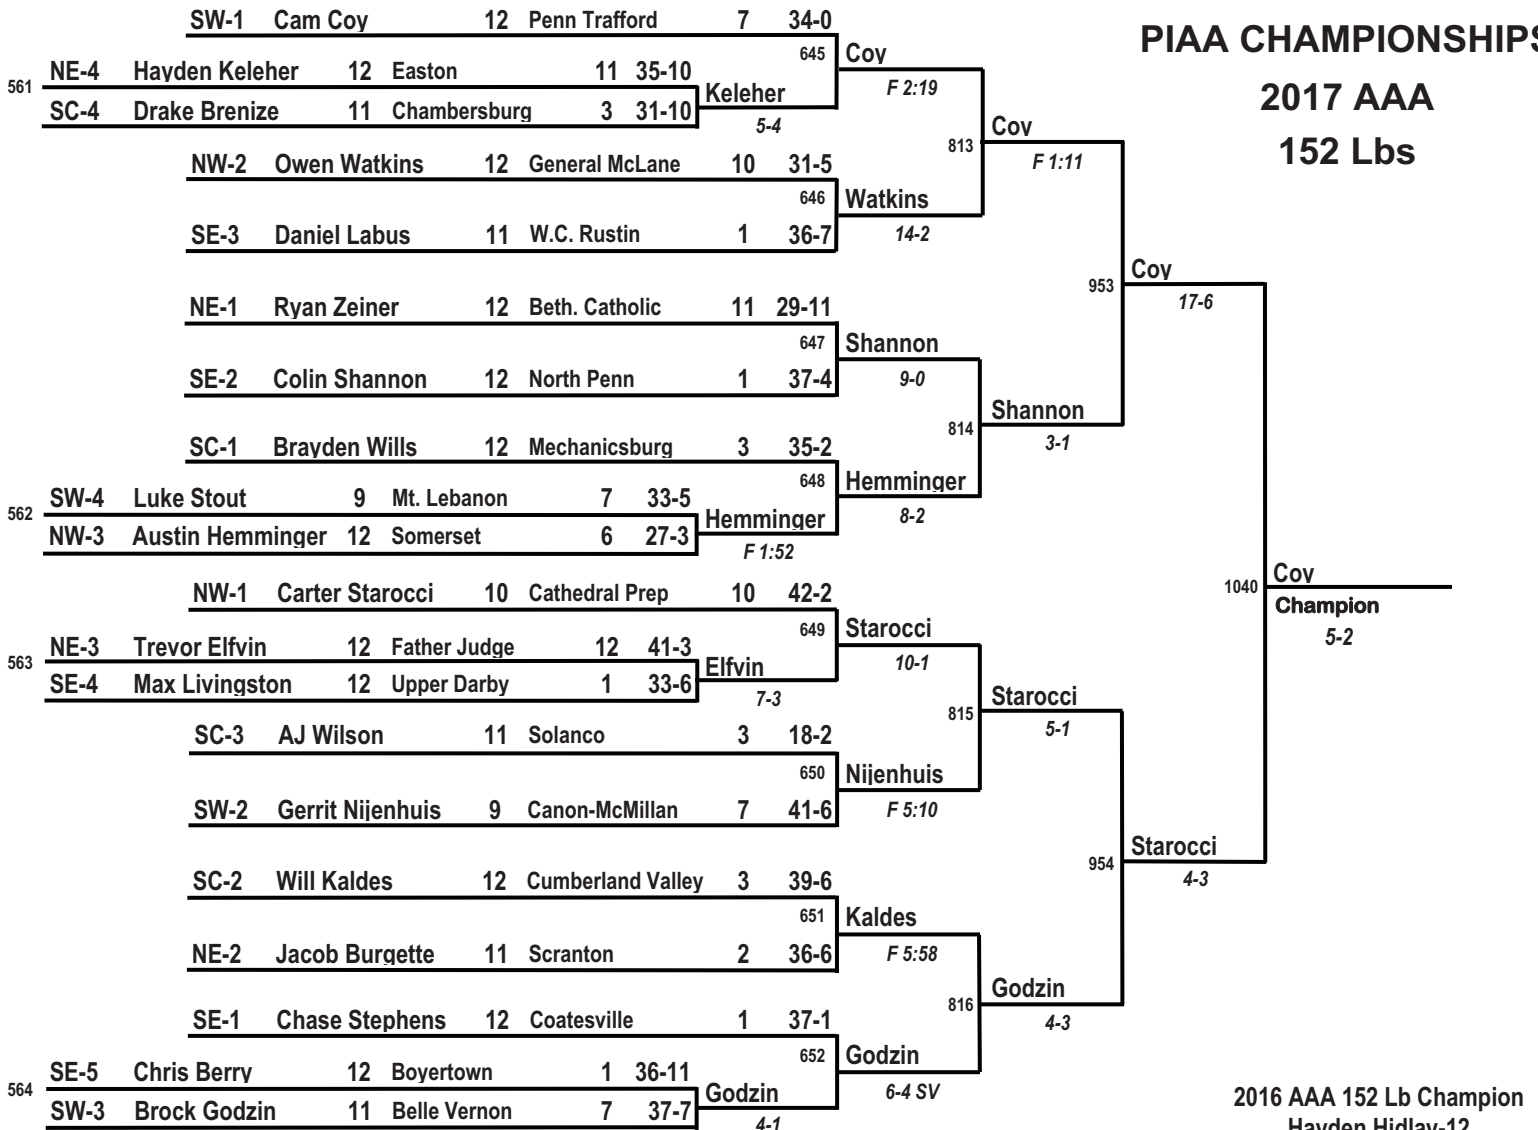 PIAA CHAMPIONSHIPS
2017 AAA
152 Lbs
SW-1 Cam Coy 12 Penn Trafford 7 34-0
645 Coy
F 2:19
561 NE-4 Hayden Keleher 12 Easton 11 35-10
SC-4 Drake Brenize 11 Chambersburg 3 31-10
Keleher
5-4
813 Coy
F 1:11
NW-2 Owen Watkins 12 General McLane 10 31-5
646 Watkins
14-2
SE-3 Daniel Labus 11 W.C. Rustin 1 36-7
953 Coy
17-6
NE-1 Ryan Zeiner 12 Beth. Catholic 11 29-11
647 Shannon
9-0
SE-2 Colin Shannon 12 North Penn 1 37-4
814 Shannon
3-1
SC-1 Brayden Wills 12 Mechanicsburg 3 35-2
648 Hemminger
8-2
562 SW-4 Luke Stout 9 Mt. Lebanon 7 33-5
NW-3 Austin Hemminger 12 Somerset 6 27-3
Hemminger
F 1:52
1040 Coy
Champion
5-2
NW-1 Carter Starocci 10 Cathedral Prep 10 42-2
649 Starocci
10-1
563 NE-3 Trevor Elfvin 12 Father Judge 12 41-3
SE-4 Max Livingston 12 Upper Darby 1 33-6
Elfvin
7-3
815 Starocci
5-1
SC-3 AJ Wilson 11 Solanco 3 18-2
650 Nijenhuis
F 5:10
SW-2 Gerrit Nijenhuis 9 Canon-McMillan 7 41-6
954 Starocci
4-3
SC-2 Will Kaldes 12 Cumberland Valley 3 39-6
651 Kaldes
F 5:58
NE-2 Jacob Burgette 11 Scranton 2 36-6
816 Godzin
4-3
SE-1 Chase Stephens 12 Coatesville 1 37-1
652 Godzin
6-4 SV
564 SE-5 Chris Berry 12 Boyertown 1 36-11
SW-3 Brock Godzin 11 Belle Vernon 7 37-7
Godzin
4-1
2016 AAA 152 Lb Champion
Hayden Hidlay-12